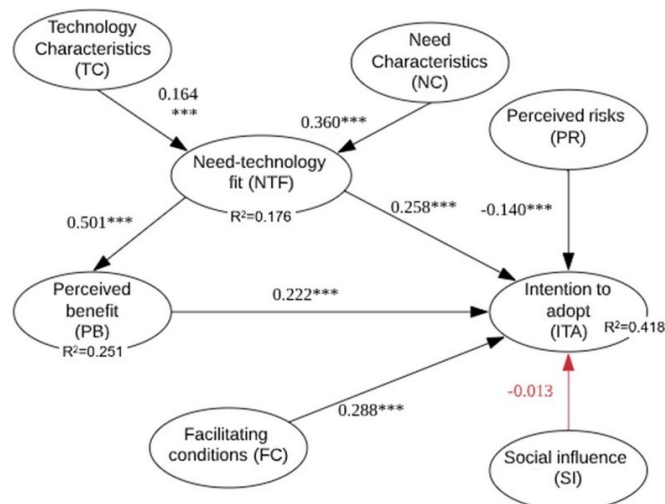 Technology
Characteristics
(TC)
Need
Characteristics
(NC)
0.164
***
0.360***
Perceived risks
(PR)
Need-technology
fit (NTF)
R²=0.176
0.501***
0.258***
-0.140***
Perceived
benefit
(PB)
R²=0.251
0.222***
Intention to
adopt
(ITA)
R²=0.418
0.288***
-0.013
Facilitating
conditions (FC)
Social influence
(SI)